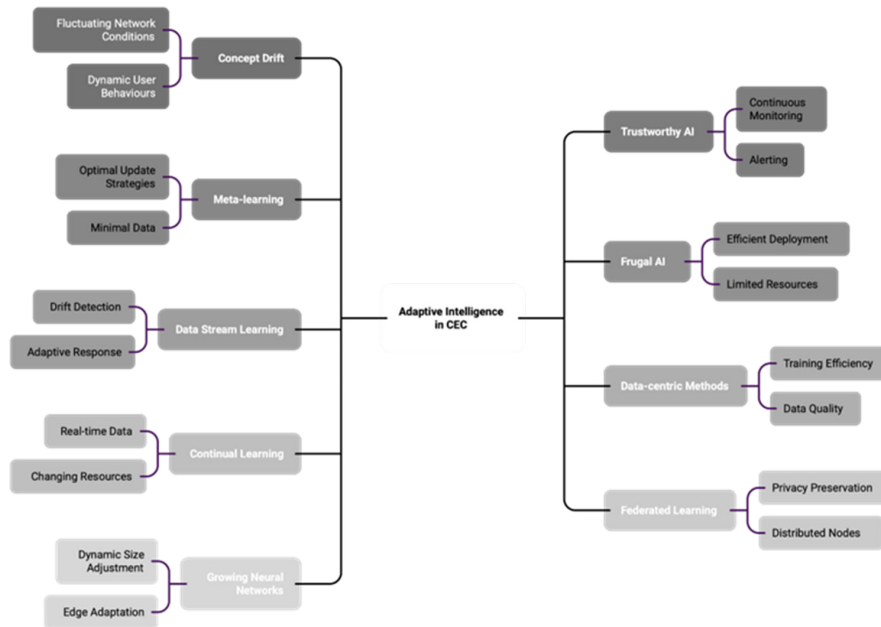 Fluctuating Network
Conditions
Dynamic User
Behaviours
Concept Drift
Optimal Update
Strategies
Minimal Data
Meta-learning
Drift Detection
Adaptive Response
Data Stream Learning
Real-time Data
Changing Resources
Continual Learning
Dynamic Size
Adjustment
Edge Adaptation
Growing Neural
Networks
Adaptive Intelligence
in CEC
Trustworthy AI
Continuous
Monitoring
Alerting
Frugal AI
Efficient Deployment
Limited Resources
Data-centric Methods
Training Efficiency
Data Quality
Federated Learning
Privacy Preservation
Distributed Nodes